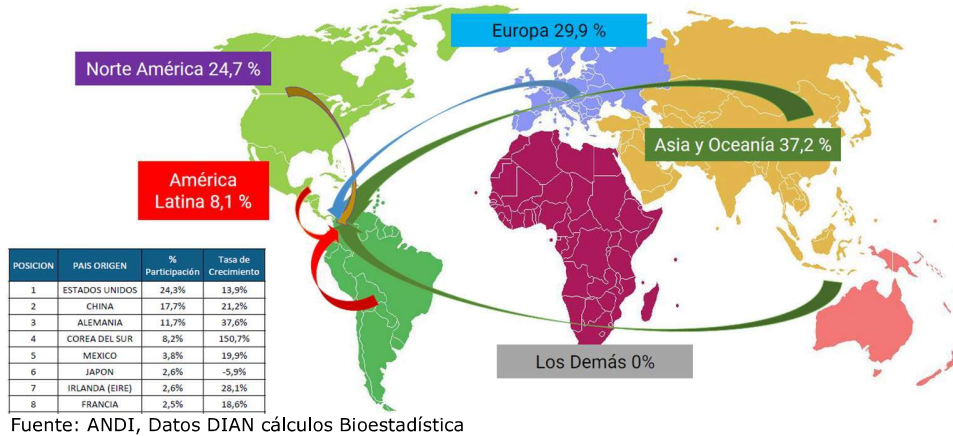 Europa 29,9 %
Norte América 24,7 %
Asia y Oceanía 37,2 %
América
Latina 8,1 %
POSICION PAIS ORIGEN % Participación Tasa de Crecimiento
1 ESTADOS UNIDOS 24,3% 13,9%
2 CHINA 17,7% 21,2%
3 ALEMANIA 11,7% 37,6%
4 COREA DEL SUR 8,2% 150,7%
5 MEXICO 3,8% 19,9%
6 JAPON 2,6% -5,9%
7 IRLANDA (EIRE) 2,6% 28,1%
8 FRANCIA 2,5% 18,6%
Los Demás 0%
Fuente: ANDI, Datos DIAN cálculos Bioestadística